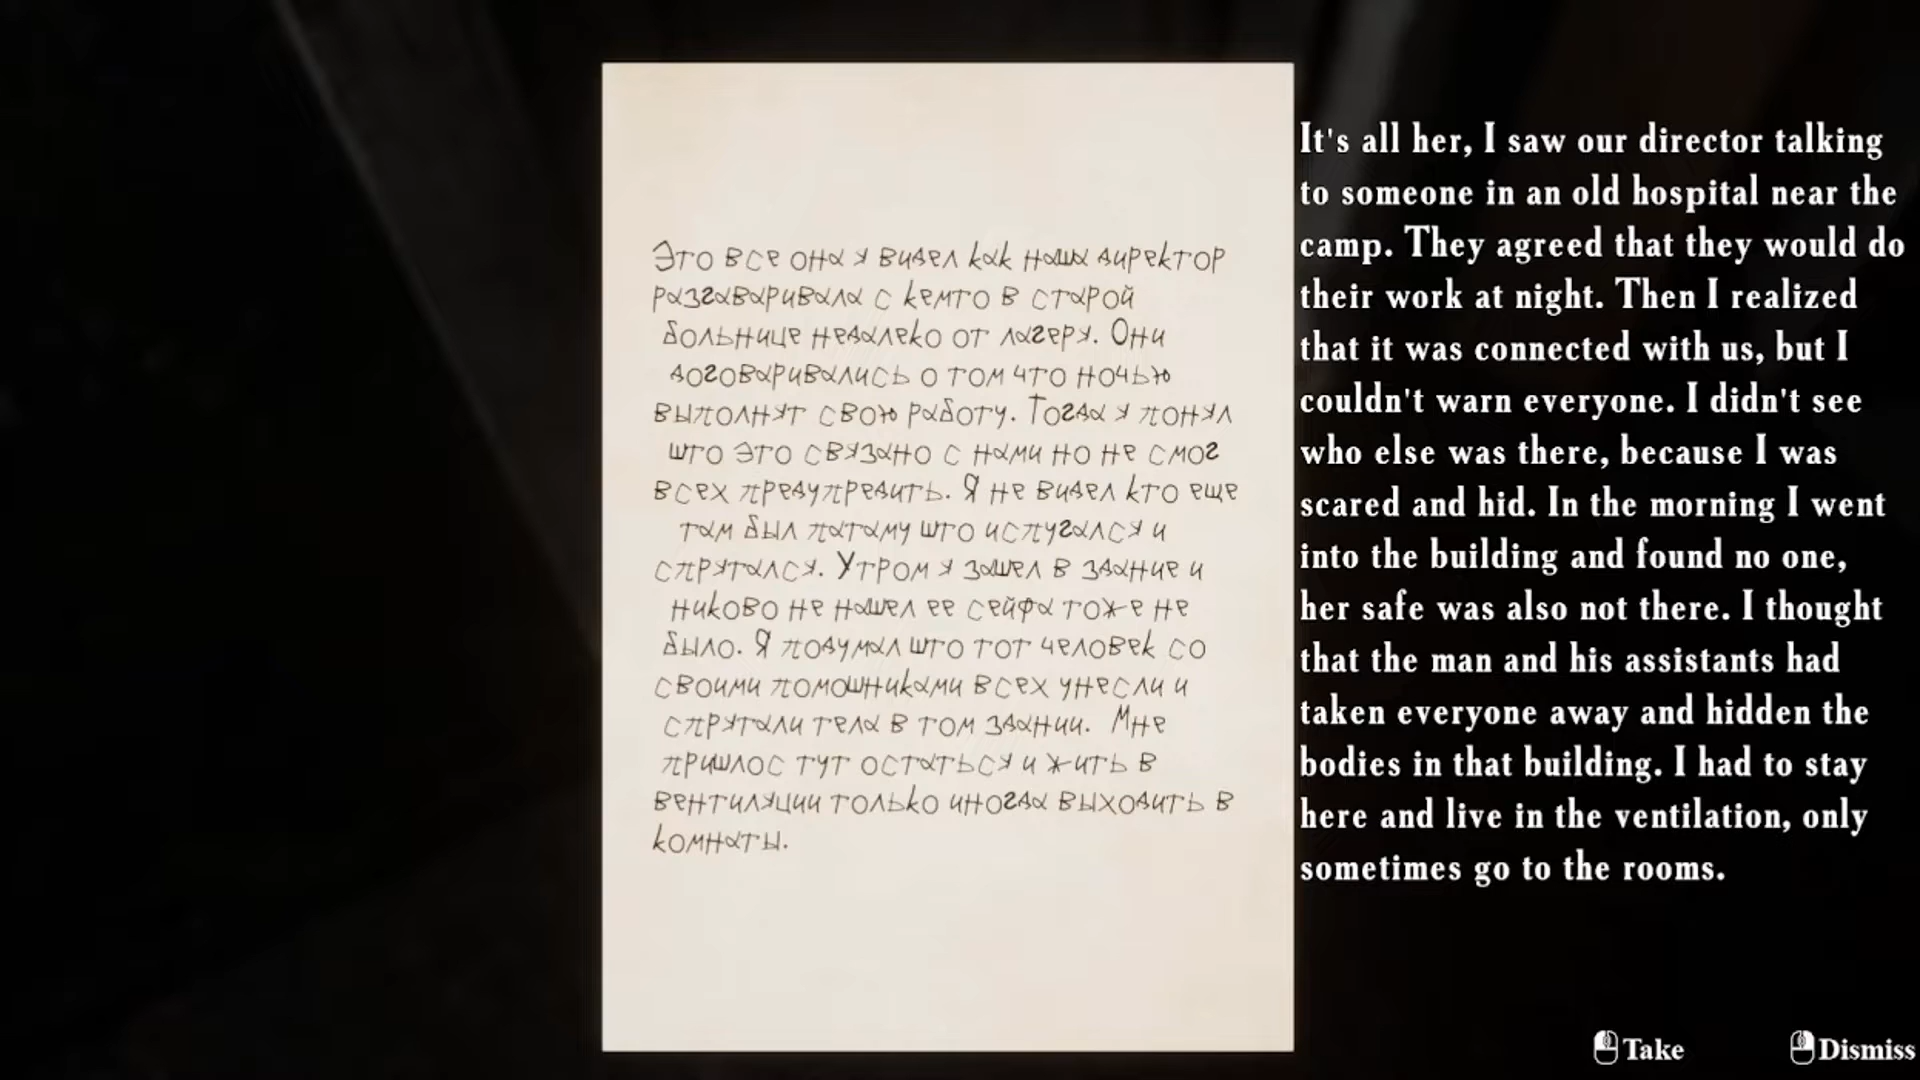 Это все она я видел как наша директор
разгаваривала с кемто в старой
больнице недалеко от лагеря. Они
договаривались о том что ночью
выполнят свою работу. Тогда я понял
што это связано с нами но не смог
всех предупредить. Я не видел кто еще
там был патаму што испугался и
спрятался. Утром я зашел в здание и
никово не нашел ее сейфа тоже не
было. Я подумал што тот человек со
своими помошниками всех унесли и
спрятали тела в том здании. Мне
пришлос тут остаться и жить в
вентиляции только иногда выходить в
комнаты.
It's all her, I saw our director talking
to someone in an old hospital near the
camp. They agreed that they would do
their work at night. Then I realized
that it was connected with us, but I
couldn't warn everyone. I didn't see
who else was there, because I was
scared and hid. In the morning I went
into the building and found no one,
her safe was also not there. I thought
that the man and his assistants had
taken everyone away and hidden the
bodies in that building. I had to stay
here and live in the ventilation, only
sometimes go to the rooms.
Take
Dismiss